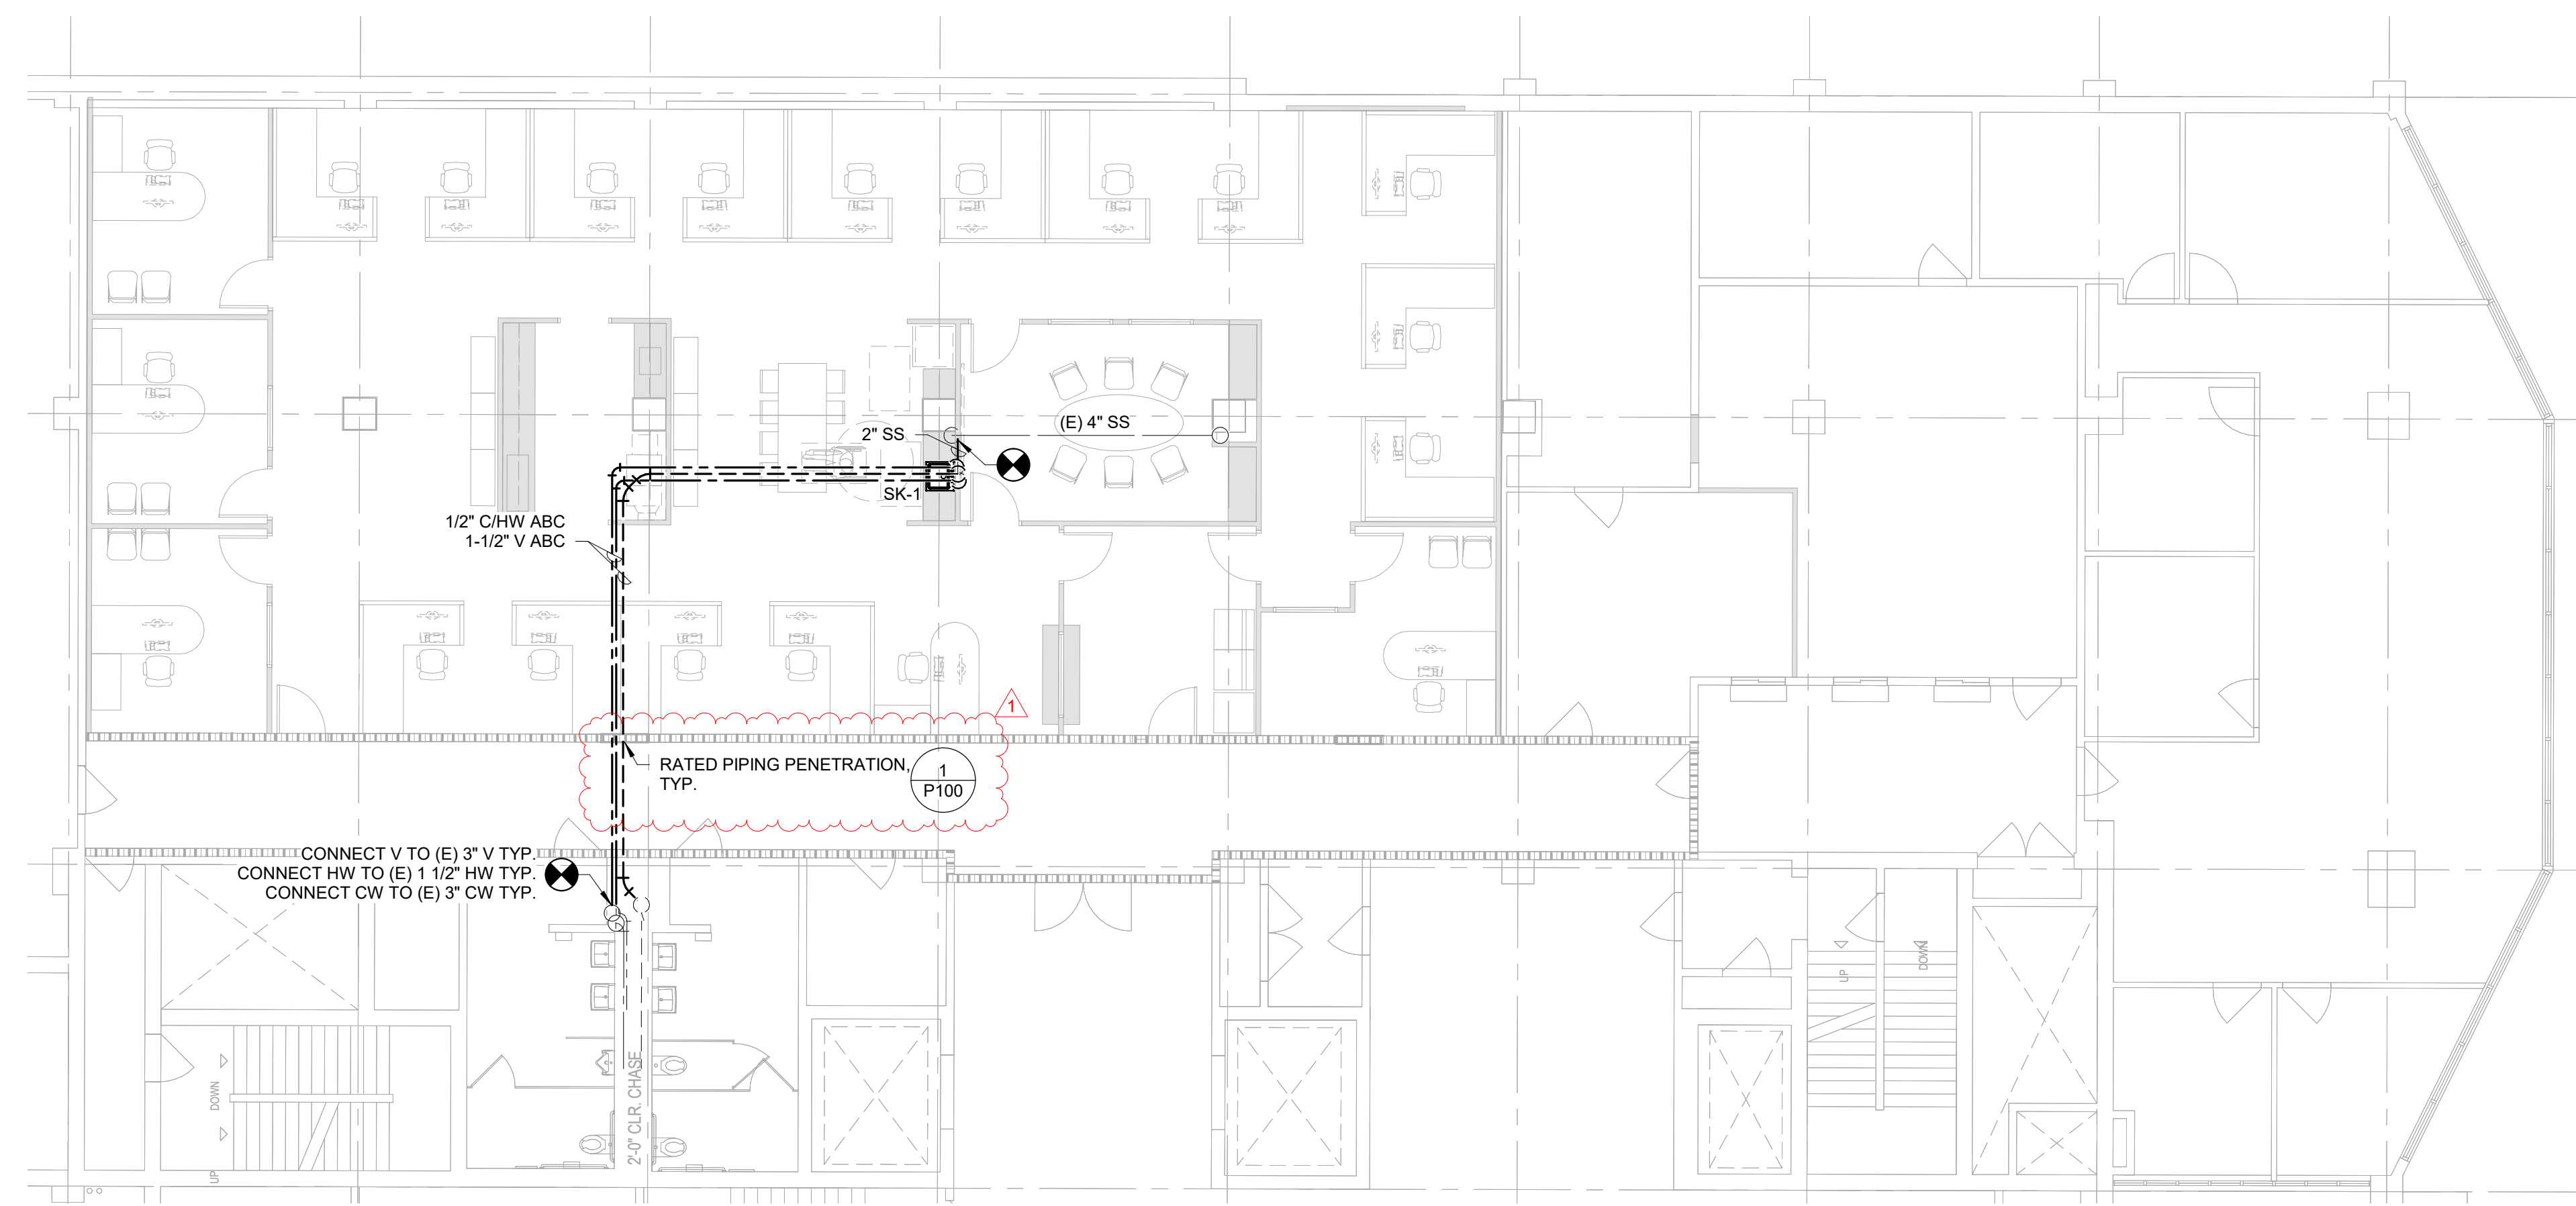 (E) 4" SS
2" SS
SK-1
1/2" C/HW ABC
1-1/2" V ABC
1
RATED PIPING PENETRATION,
TYP.
1
P100
CONNECT V TO (E) 3" V TYP.
CONNECT HW TO (E) 1 1/2" HW TYP.
CONNECT CW TO (E) 3" CW TYP.
UP
DOWN
DOWN
UP
2'-0" CLR. CHASE